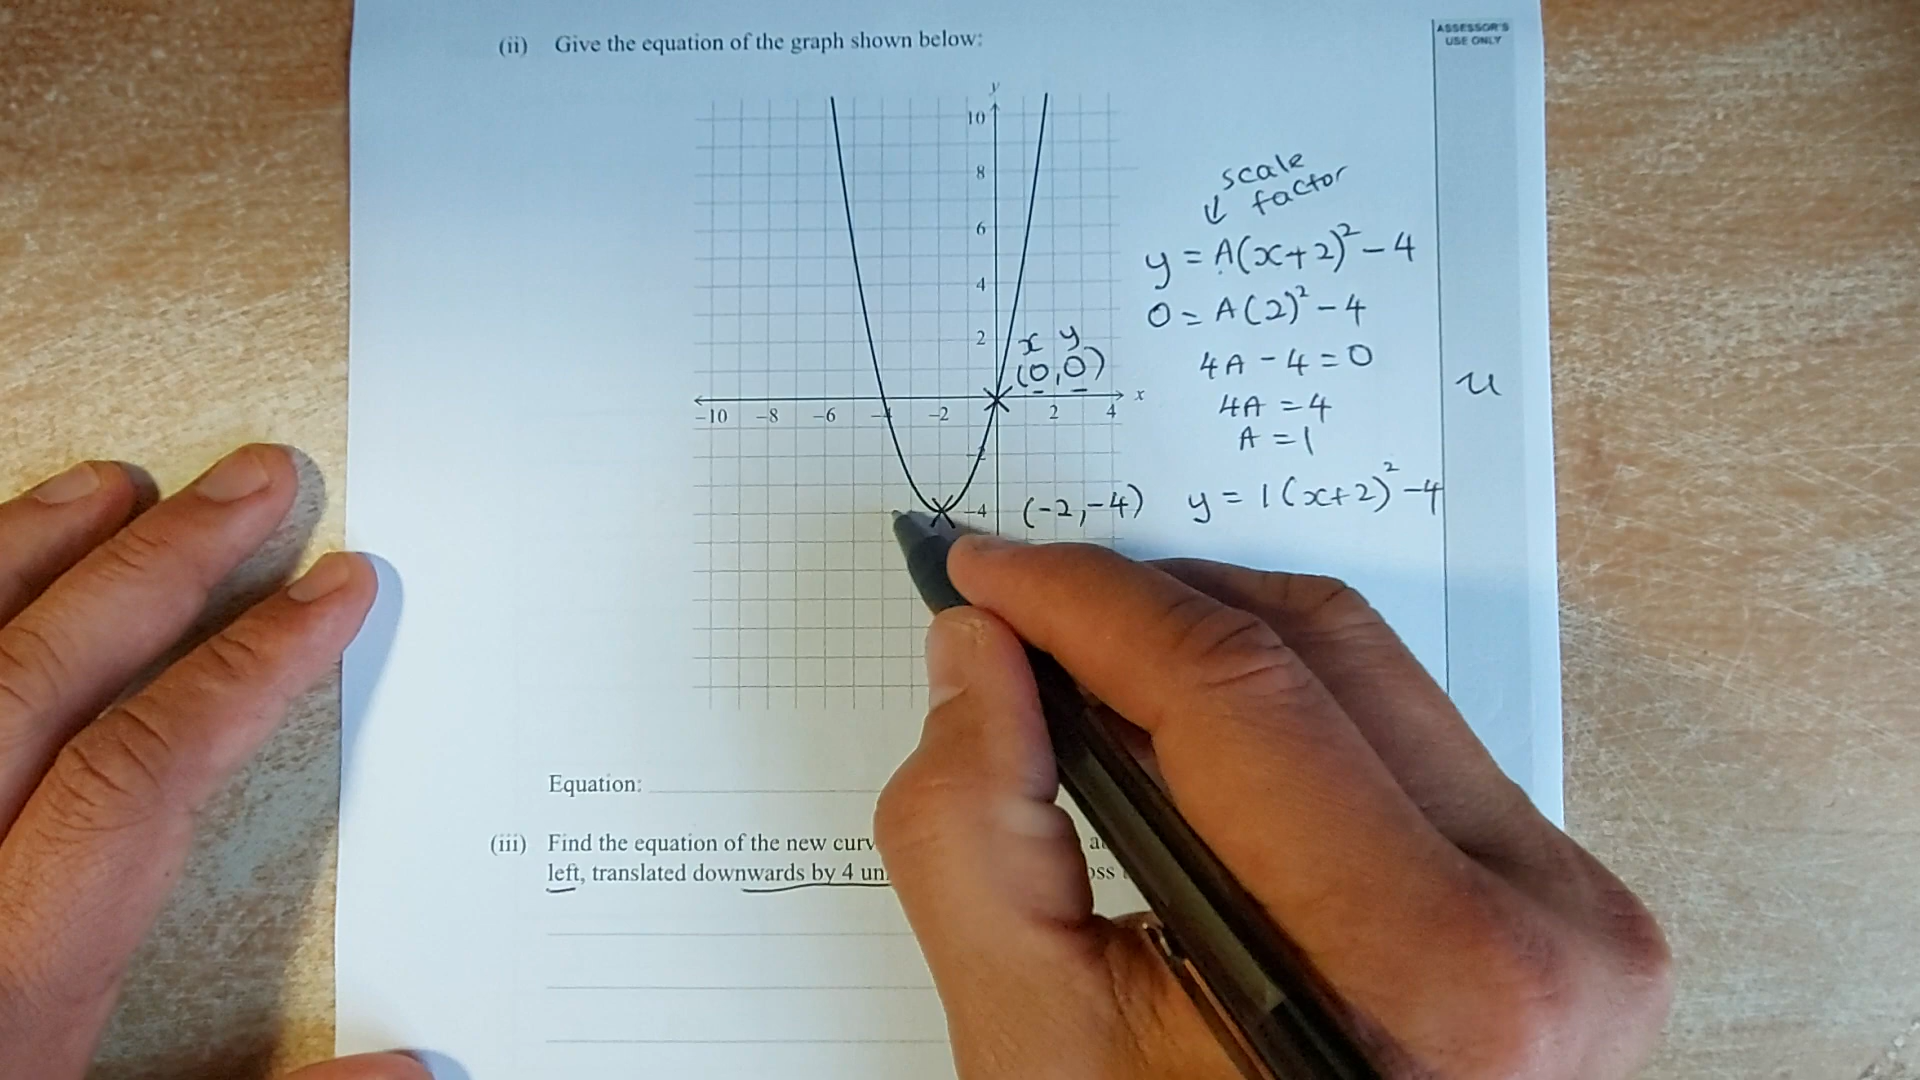 ASSESSOR'S
USE ONLY
(ii) Give the equation of the graph shown below:
y
10
8
6
4
2
x y
(0,0)
-10 -8 -6 -4 -2 2 4 x
-2
-4
(-2,-4)
scale
↓ factor
y = A(x+2)² - 4
0 = A(2)² - 4
4A - 4 = 0
4A = 4
A = 1
y = 1(x+2)² - 4
u
Equation:
(iii) Find the equation of the new
left, translated downwards by 4